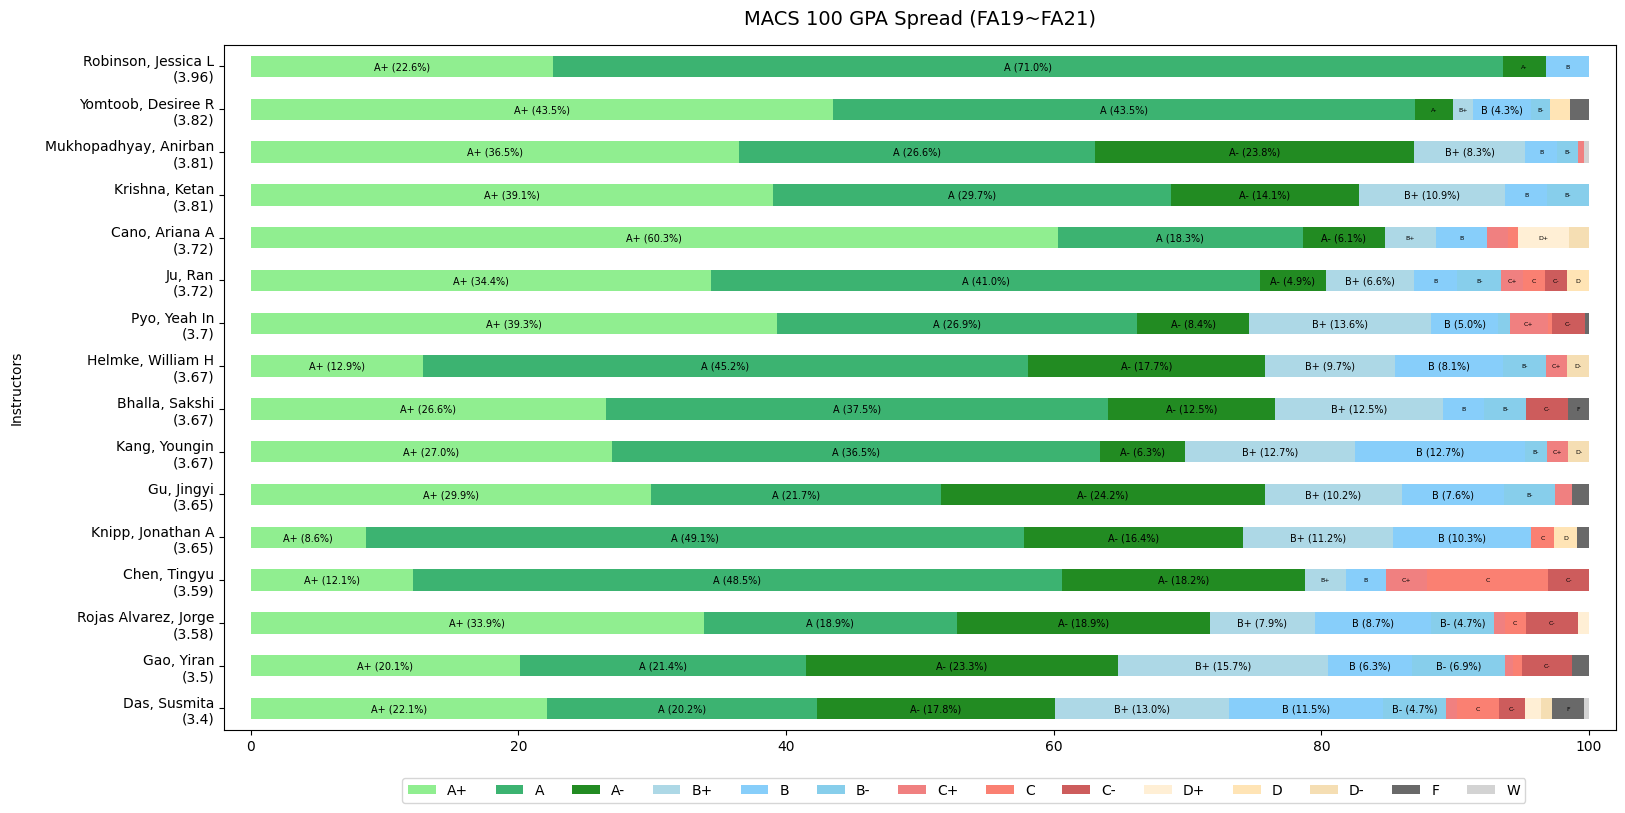 MACS 100 GPA Spread (FA19~FA21)
Instructors
Robinson, Jessica L
(3.96)
A+ (22.6%) A (71.0%) A- B
Yomtoob, Desiree R
(3.82)
A+ (43.5%) A (43.5%) A- B+ B (4.3%) B-
Mukhopadhyay, Anirban
(3.81)
A+ (36.5%) A (26.6%) A- (23.8%) B+ (8.3%) B B-
Krishna, Ketan
(3.81)
A+ (39.1%) A (29.7%) A- (14.1%) B+ (10.9%) B B-
Cano, Ariana A
(3.72)
A+ (60.3%) A (18.3%) A- (6.1%) B+ B D+
Ju, Ran
(3.72)
A+ (34.4%) A (41.0%) A- (4.9%) B+ (6.6%) B B- C+ C C- D
Pyo, Yeah In
(3.7)
A+ (39.3%) A (26.9%) A- (8.4%) B+ (13.6%) B (5.0%) C+ C-
Helmke, William H
(3.67)
A+ (12.9%) A (45.2%) A- (17.7%) B+ (9.7%) B (8.1%) B- C+ D-
Bhalla, Sakshi
(3.67)
A+ (26.6%) A (37.5%) A- (12.5%) B+ (12.5%) B B- C- F
Kang, Youngin
(3.67)
A+ (27.0%) A (36.5%) A- (6.3%) B+ (12.7%) B (12.7%) B- C+ D-
Gu, Jingyi
(3.65)
A+ (29.9%) A (21.7%) A- (24.2%) B+ (10.2%) B (7.6%) B-
Knipp, Jonathan A
(3.65)
A+ (8.6%) A (49.1%) A- (16.4%) B+ (11.2%) B (10.3%) C D
Chen, Tingyu
(3.59)
A+ (12.1%) A (48.5%) A- (18.2%) B+ B C+ C C-
Rojas Alvarez, Jorge
(3.58)
A+ (33.9%) A (18.9%) A- (18.9%) B+ (7.9%) B (8.7%) B- (4.7%) C C-
Gao, Yiran
(3.5)
A+ (20.1%) A (21.4%) A- (23.3%) B+ (15.7%) B (6.3%) B- (6.9%) C-
Das, Susmita
(3.4)
A+ (22.1%) A (20.2%) A- (17.8%) B+ (13.0%) B (11.5%) B- (4.7%) C C- F
0 20 40 60 80 100
A+ A A- B+ B B- C+ C C- D+ D D- F W